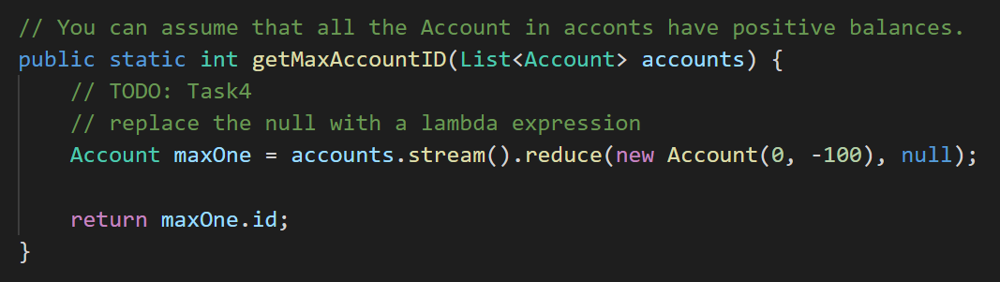 // You can assume that all the Account in acconts have positive balances.
public static int getMaxAccountID(List<Account> accounts) {
    // TODO: Task4
    // replace the null with a lambda expression
    Account maxOne = accounts.stream().reduce(new Account(0, -100), null);
    return maxOne.id;
}